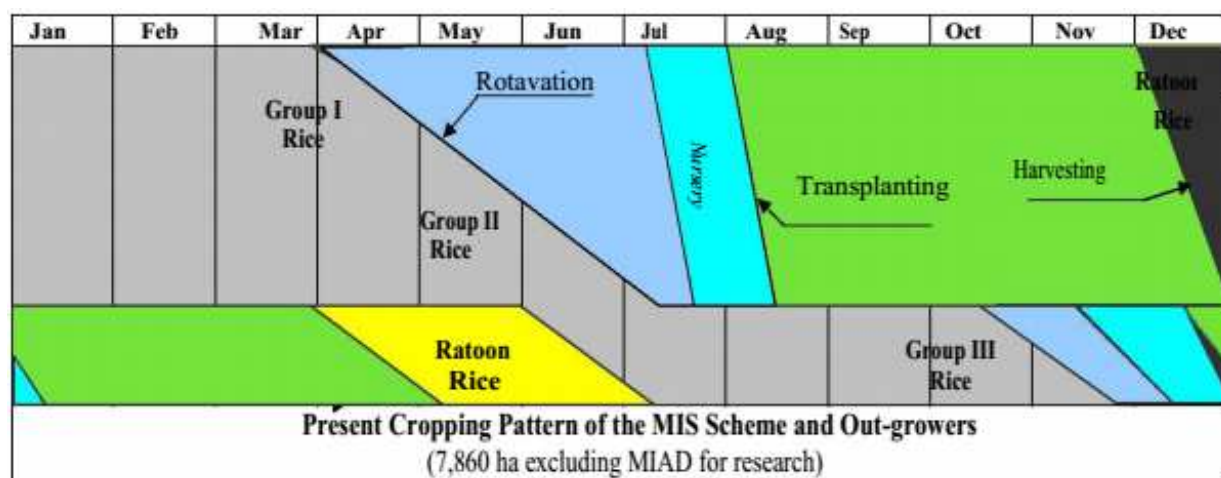 Jan Feb Mar Apr May Jun Jul Aug Sep Oct Nov Dec
Rotavation
Group I
Rice
Ratoon
Rice
Nursery
Transplanting
Harvesting
Group II
Rice
Ratoon
Rice
Group III
Rice
Present Cropping Pattern of the MIS Scheme and Out-growers
(7,860 ha excluding MIAD for research)